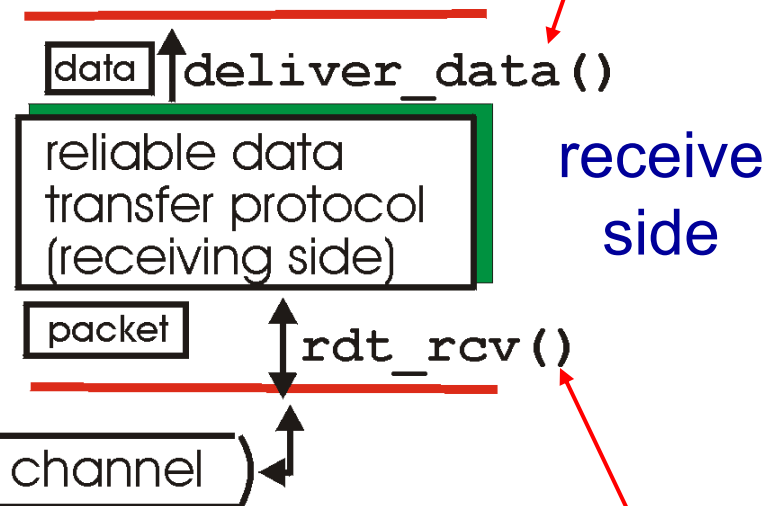 data
deliver_data()
reliable data
transfer protocol
(receiving side)
receive
side
packet
rdt_rcv()
channel